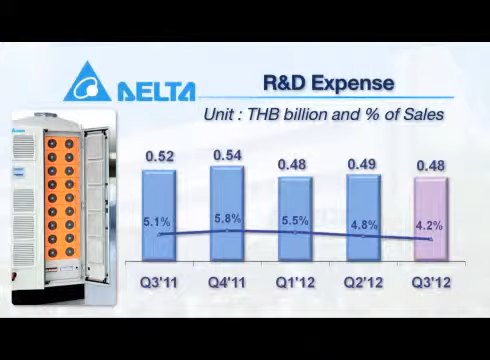 DELTA
R&D Expense
Unit : THB billion and % of Sales
0.52 0.54 0.48 0.49 0.48
5.1% 5.8% 5.5% 4.8% 4.2%
Q3'11 Q4'11 Q1'12 Q2'12 Q3'12